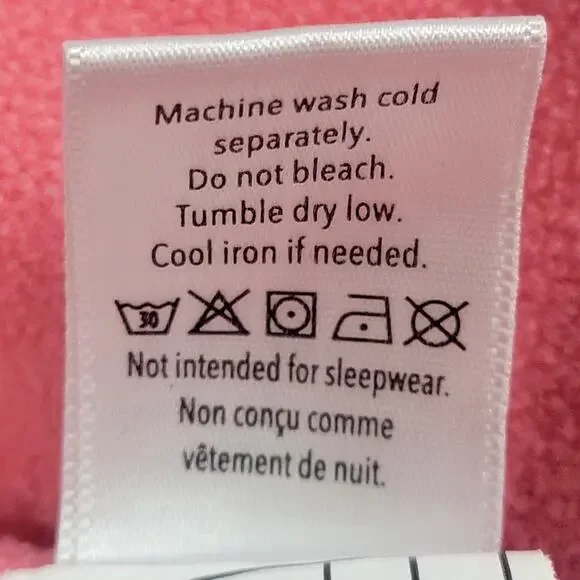 Machine wash cold
separately.
Do not bleach.
Tumble dry low.
Cool iron if needed.
30
Not intended for sleepwear.
Non conçu comme
vêtement de nuit.